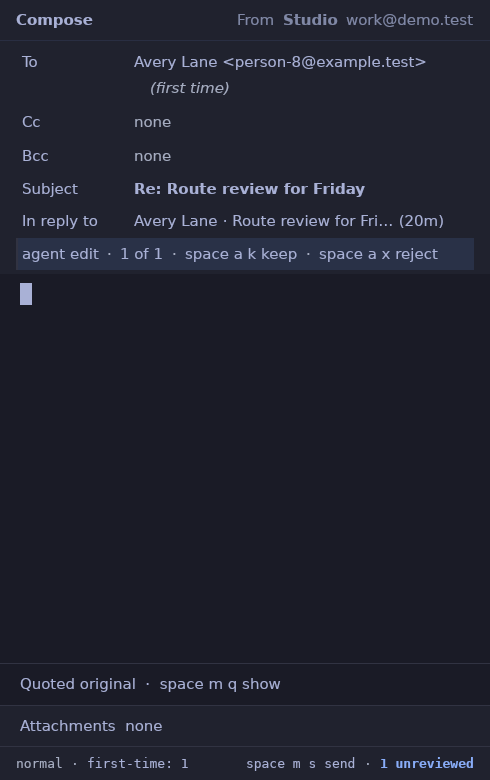 Compose From Studio work@demo.test
To Avery Lane <person-8@example.test>
(first time)
Cc none
Bcc none
Subject Re: Route review for Friday
In reply to Avery Lane · Route review for Fri… (20m)
agent edit · 1 of 1 · space a k keep · space a x reject
Quoted original · space m q show
Attachments none
normal · first-time: 1 space m s send · 1 unreviewed